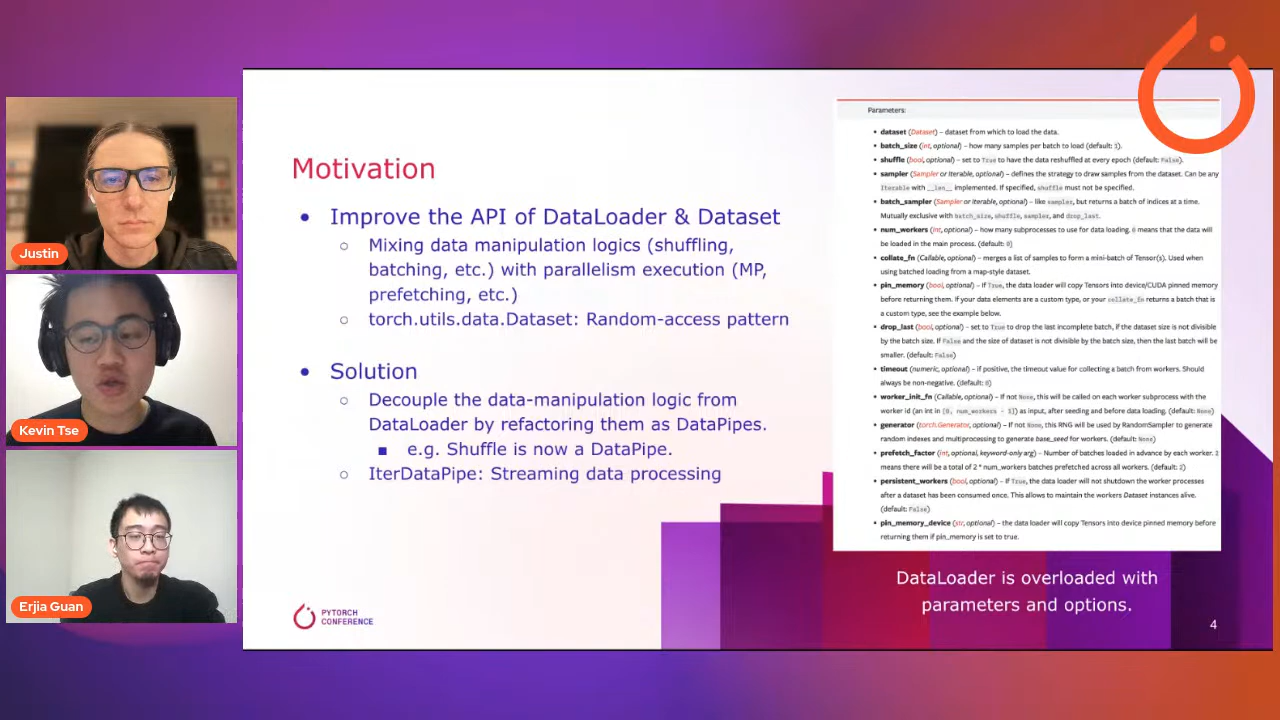 Justin
Kevin Tse
Erjia Guan
Motivation
• Improve the API of DataLoader & Dataset
○ Mixing data manipulation logics (shuffling,
batching, etc.) with parallelism execution (MP,
prefetching, etc.)
○ torch.utils.data.Dataset: Random-access pattern
• Solution
○ Decouple the data-manipulation logic from
DataLoader by refactoring them as DataPipes.
■ e.g. Shuffle is now a DataPipe.
○ IterDataPipe: Streaming data processing
PYTORCH
CONFERENCE
Parameters:
• dataset (Dataset) – dataset from which to load the data.
• batch_size (int, optional) – how many samples per batch to load (default: 1).
• shuffle (bool, optional) – set to True to have the data reshuffled at every epoch (default: False).
• sampler (Sampler or Iterable, optional) – defines the strategy to draw samples from the dataset. Can be any
Iterable with __len__ implemented. If specified, shuffle must not be specified.
• batch_sampler (Sampler or Iterable, optional) – like sampler, but returns a batch of indices at a time.
Mutually exclusive with batch_size, shuffle, sampler, and drop_last.
• num_workers (int, optional) – how many subprocesses to use for data loading. 0 means that the data will
be loaded in the main process. (default: 0)
• collate_fn (Callable, optional) – merges a list of samples to form a mini-batch of Tensor(s). Used when
using batched loading from a map-style dataset.
• pin_memory (bool, optional) – If True, the data loader will copy Tensors into device/CUDA pinned memory
before returning them. If your data elements are a custom type, or your collate_fn returns a batch that is
a custom type, see the example below.
• drop_last (bool, optional) – set to True to drop the last incomplete batch, if the dataset size is not divisible
by the batch size. If False and the size of dataset is not divisible by the batch size, then the last batch will be
smaller. (default: False)
• timeout (numeric, optional) – if positive, the timeout value for collecting a batch from workers. Should
always be non-negative. (default: 0)
• worker_init_fn (Callable, optional) – If not None, this will be called on each worker subprocess with the
worker id (an int in [0, num_workers - 1]) as input, after seeding and before data loading. (default: None)
• generator (torch.Generator, optional) – If not None, this RNG will be used by RandomSampler to generate
random indexes and multiprocessing to generate base_seed for workers. (default: None)
• prefetch_factor (int, optional, keyword-only arg) – Number of batches loaded in advance by each worker. 2
means there will be a total of 2 * num_workers batches prefetched across all workers. (default: 2)
• persistent_workers (bool, optional) – If True, the data loader will not shutdown the worker processes
after a dataset has been consumed once. This allows to maintain the workers Dataset instances alive.
(default: False)
• pin_memory_device (str, optional) – the data loader will copy Tensors into device pinned memory before
returning them if pin_memory is set to true.
DataLoader is overloaded with
parameters and options.
4